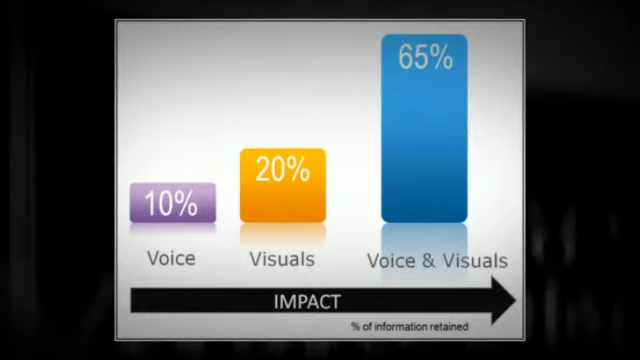 65%
20%
10%
Voice
Visuals
Voice & Visuals
IMPACT
% of information retained